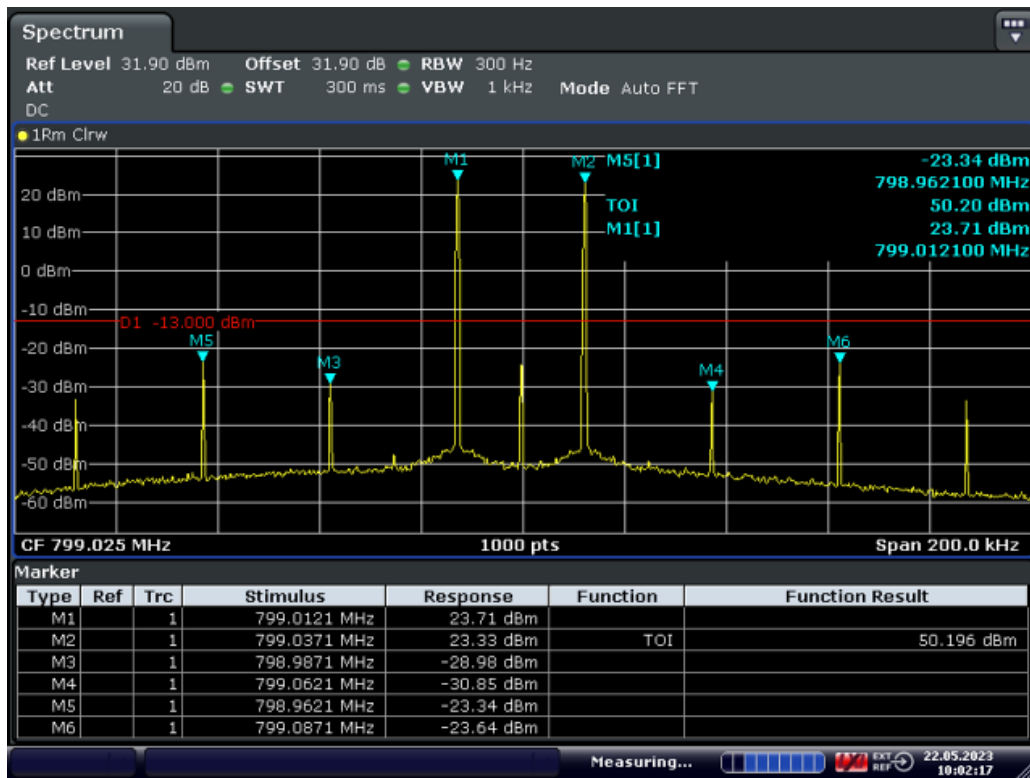 Spectrum
Ref Level 31.90 dBm Offset 31.90 dB RBW 300 Hz
Att 20 dB SWT 300 ms VBW 1 kHz Mode Auto FFT
DC
1Rm Clrw
M1 M2 M5[1] -23.34 dBm
798.962100 MHz
20 dBm
TOI 50.20 dBm
10 dBm M1[1] 23.71 dBm
799.012100 MHz
0 dBm
-10 dBm
D1 -13.000 dBm
M5 M6
-20 dBm
M3 M4
-30 dBm
-40 dBm
-50 dBm
-60 dBm
CF 799.025 MHz 1000 pts Span 200.0 kHz
Marker
Type Ref Trc Stimulus Response Function Function Result
M1 1 799.0121 MHz 23.71 dBm
M2 1 799.0371 MHz 23.33 dBm TOI 50.196 dBm
M3 1 798.9871 MHz -28.98 dBm
M4 1 799.0621 MHz -30.85 dBm
M5 1 798.9621 MHz -23.34 dBm
M6 1 799.0871 MHz -23.64 dBm
Measuring... EXT REF 22.05.2023
10:02:17